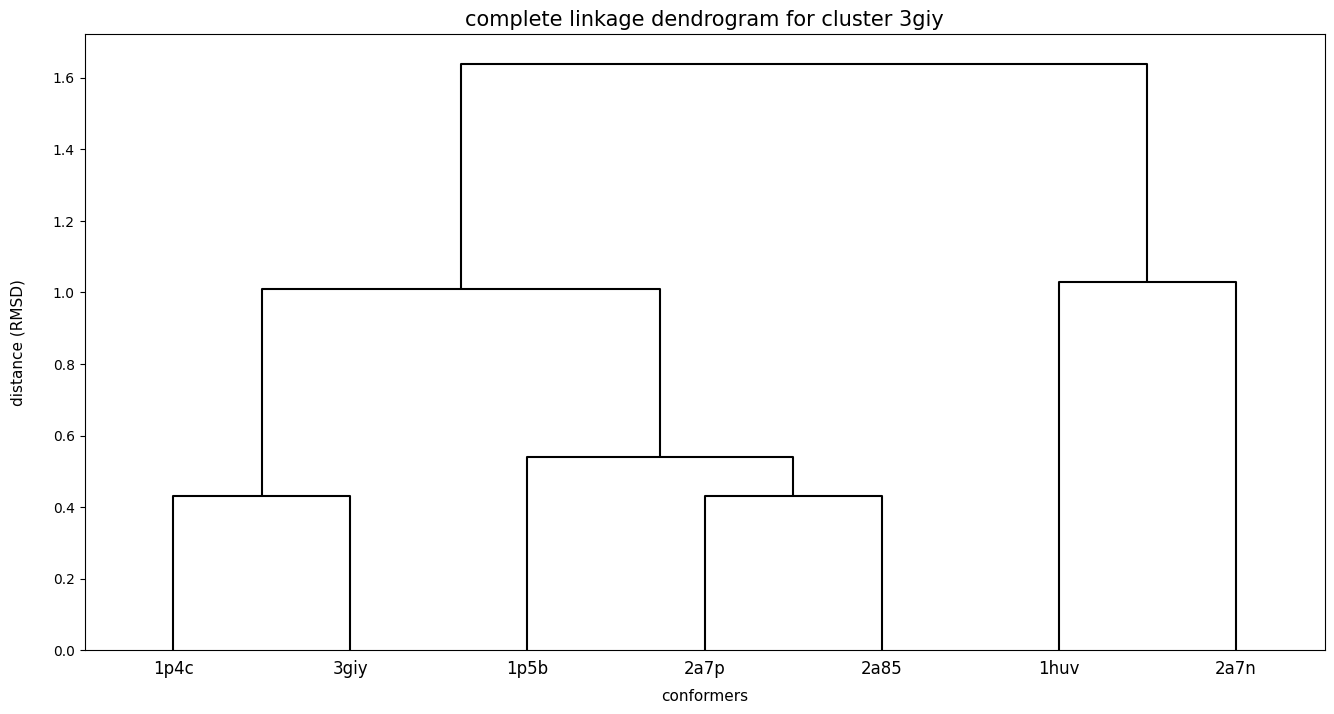 complete linkage dendrogram for cluster 3giy
distance (RMSD)
1.6
1.4
1.2
1.0
0.8
0.6
0.4
0.2
0.0
1p4c 3giy 1p5b 2a7p 2a85 1huv 2a7n
conformers